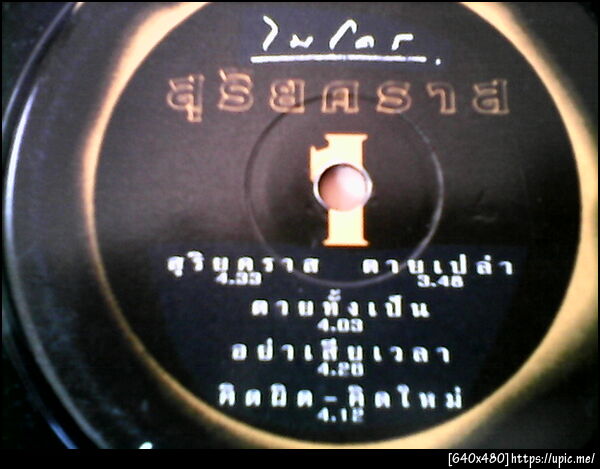 ไมโคร
สุริยคราส
1
สุริยคราส ตายเปล่า
4.33 3.48
ตายทั้งเป็น
4.03
อย่าเสียเวลา
4.20
คิดผิด-คิดใหม่
4.12
[640x480]https://upic.me/